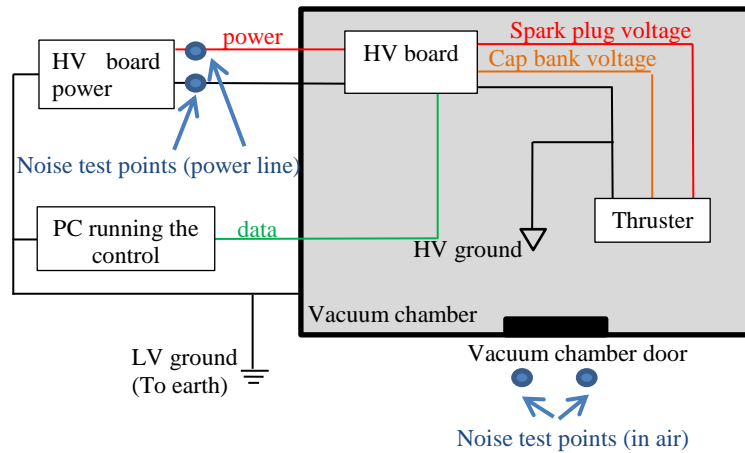 power
Spark plug voltage
HV board
power
HV board
Cap bank voltage
Noise test points (power line)
PC running the
control
data
HV ground
Thruster
Vacuum chamber
LV ground
(To earth)
Vacuum chamber door
Noise test points (in air)